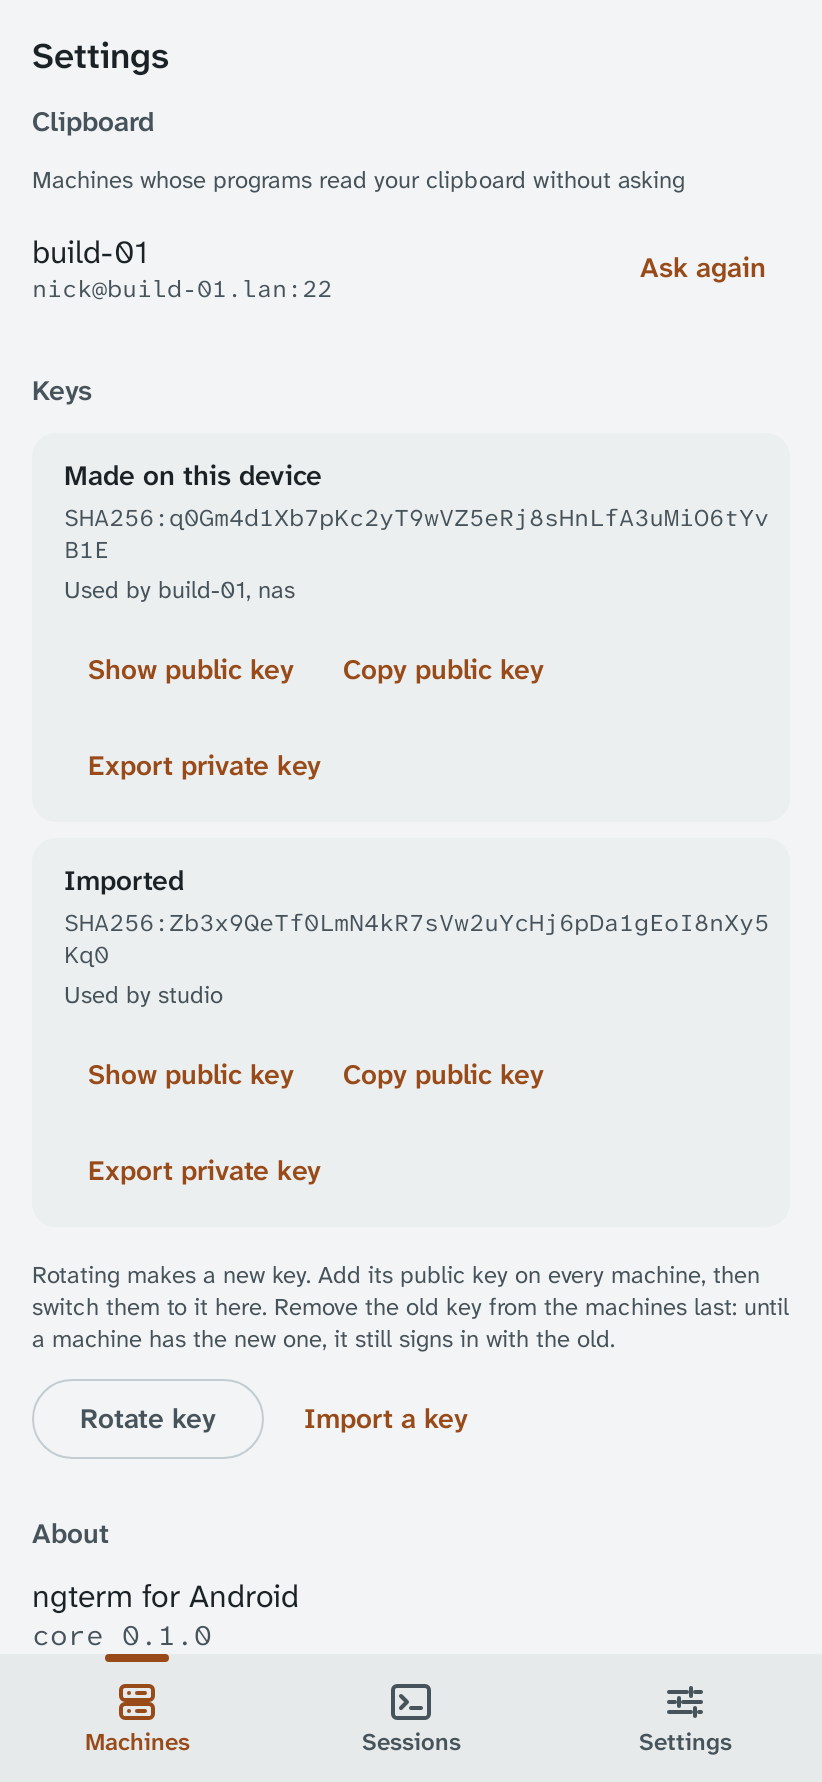 Settings
Clipboard
Machines whose programs read your clipboard without asking
build-01
nick@build-01.lan:22
Ask again
Keys
Made on this device
SHA256:q0Gm4d1Xb7pKc2yT9wVZ5eRj8sHnLfA3uMiO6tYv
B1E
Used by build-01, nas
Show public key
Copy public key
Export private key
Imported
SHA256:Zb3x9QeTf0LmN4kR7sVw2uYcHj6pDa1gEoI8nXy5
Kq0
Used by studio
Show public key
Copy public key
Export private key
Rotating makes a new key. Add its public key on every machine, then
switch them to it here. Remove the old key from the machines last: until
a machine has the new one, it still signs in with the old.
Rotate key
Import a key
About
ngterm for Android
core 0.1.0
Machines
Sessions
Settings